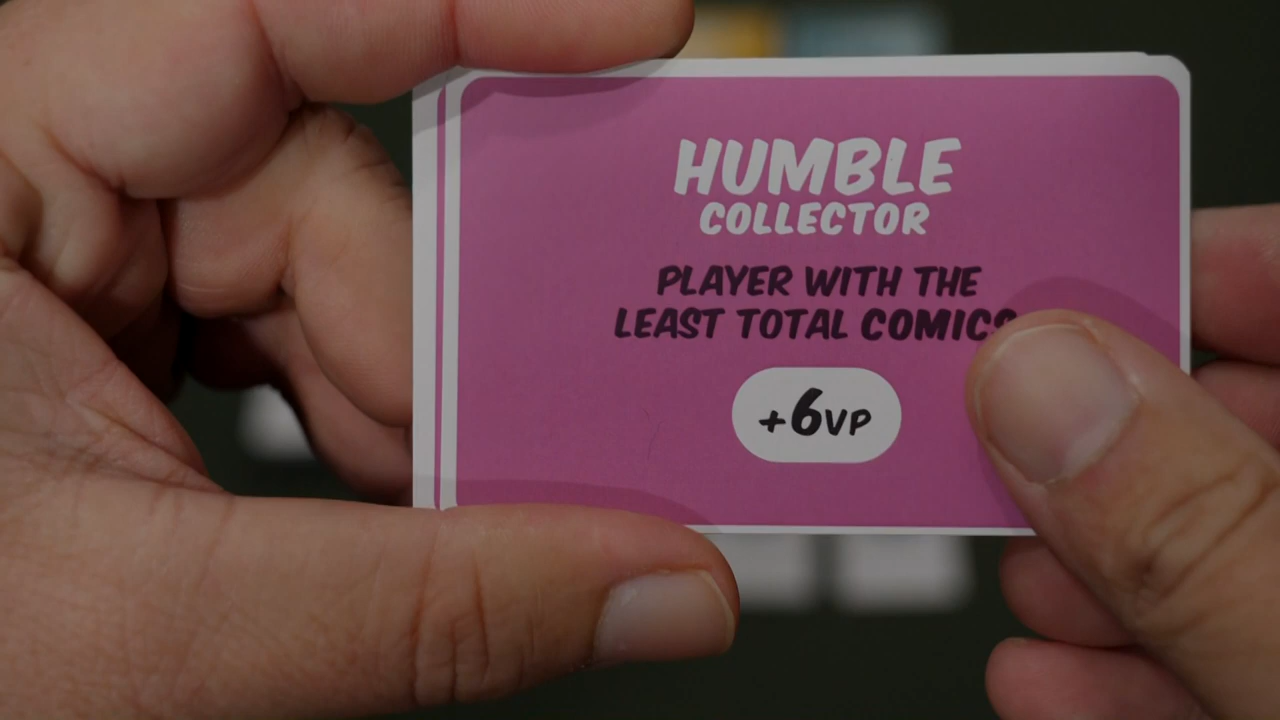 HUMBLE
COLLECTOR
PLAYER WITH THE
LEAST TOTAL COMICS
+6VP